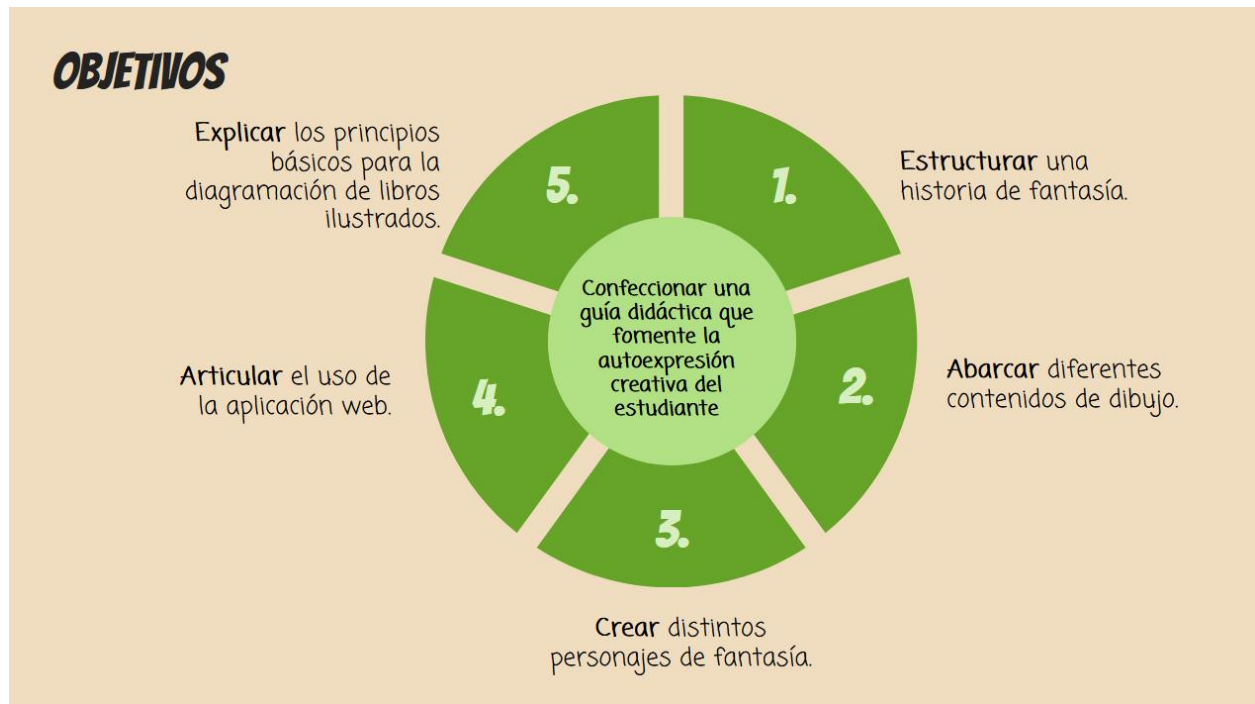 OBJETIVOS
1.
Estructurar una
historia de fantasía.
2.
Abarcar diferentes
contenidos de dibujo.
3.
Crear distintos
personajes de fantasía.
4.
Articular el uso de
la aplicación web.
5.
Explicar los principios
básicos para la
diagramación de libros
ilustrados.
Confeccionar una
guía didáctica que
fomente la
autoexpresión
creativa del
estudiante